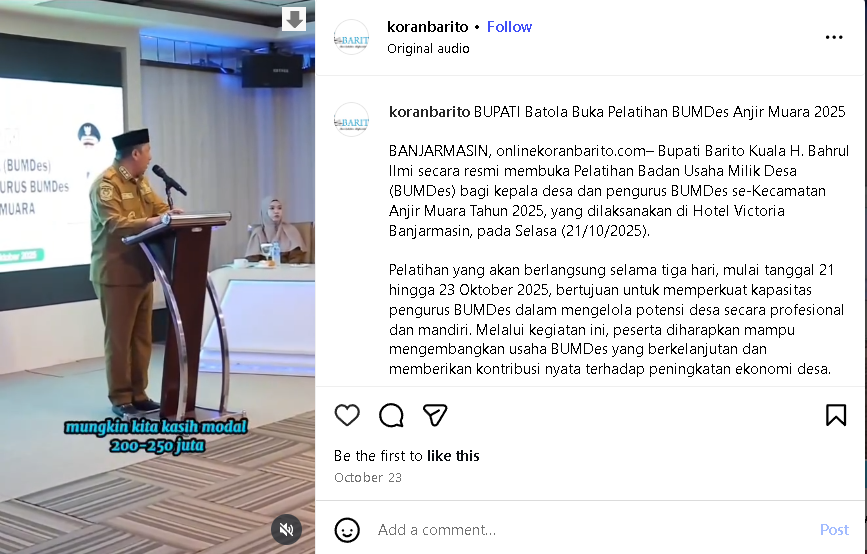 koranbarito • Follow
Original audio
koranbarito BUPATI Batola Buka Pelatihan BUMDes Anjir Muara 2025
BANJARMASIN, onlinekoranbarito.com– Bupati Barito Kuala H. Bahrul
Ilmi secara resmi membuka Pelatihan Badan Usaha Milik Desa
(BUMDes) bagi kepala desa dan pengurus BUMDes se-Kecamatan
Anjir Muara Tahun 2025, yang dilaksanakan di Hotel Victoria
Banjarmasin, pada Selasa (21/10/2025).
Pelatihan yang akan berlangsung selama tiga hari, mulai tanggal 21
hingga 23 Oktober 2025, bertujuan untuk memperkuat kapasitas
pengurus BUMDes dalam mengelola potensi desa secara profesional
dan mandiri. Melalui kegiatan ini, peserta diharapkan mampu
mengembangkan usaha BUMDes yang berkelanjutan dan
memberikan kontribusi nyata terhadap peningkatan ekonomi desa.
(BUMDes)
URUS BUMDes
MUARA
mungkin kita kasih modal
200-250 juta
Be the first to like this
October 23
Add a comment...
Post